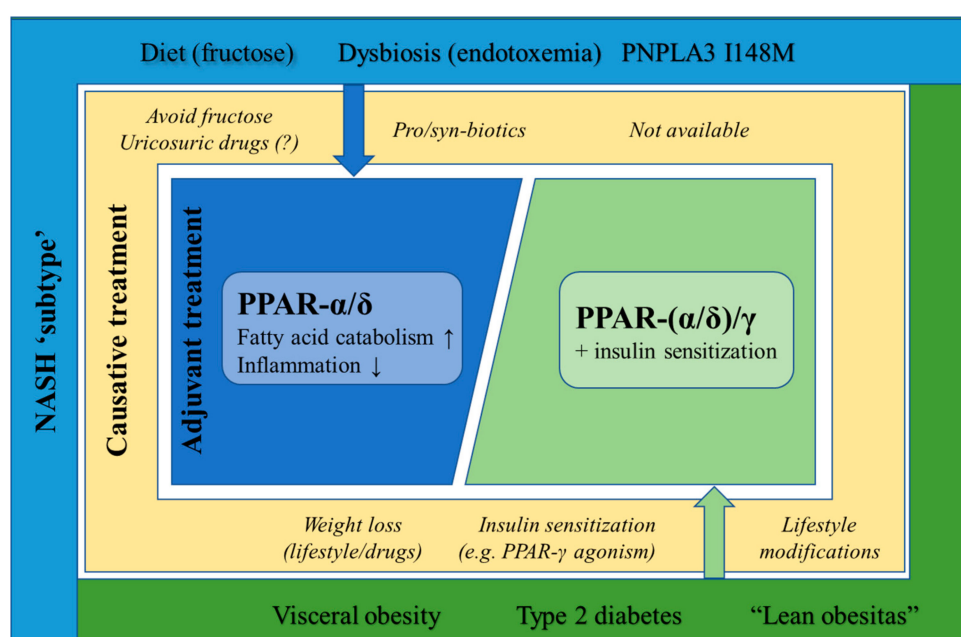 Diet (fructose) Dysbiosis (endotoxemia) PNPLA3 I148M
Avoid fructose
Uricosuric drugs (?)
Pro/syn-biotics
Not available
NASH ‘subtype’
Causative treatment
Adjuvant treatment
PPAR-α/δ
Fatty acid catabolism ↑
Inflammation ↓
PPAR-(α/δ)/γ
+ insulin sensitization
Weight loss
(lifestyle/drugs)
Insulin sensitization
(e.g. PPAR-γ agonism)
Lifestyle
modifications
Visceral obesity Type 2 diabetes “Lean obesitas”